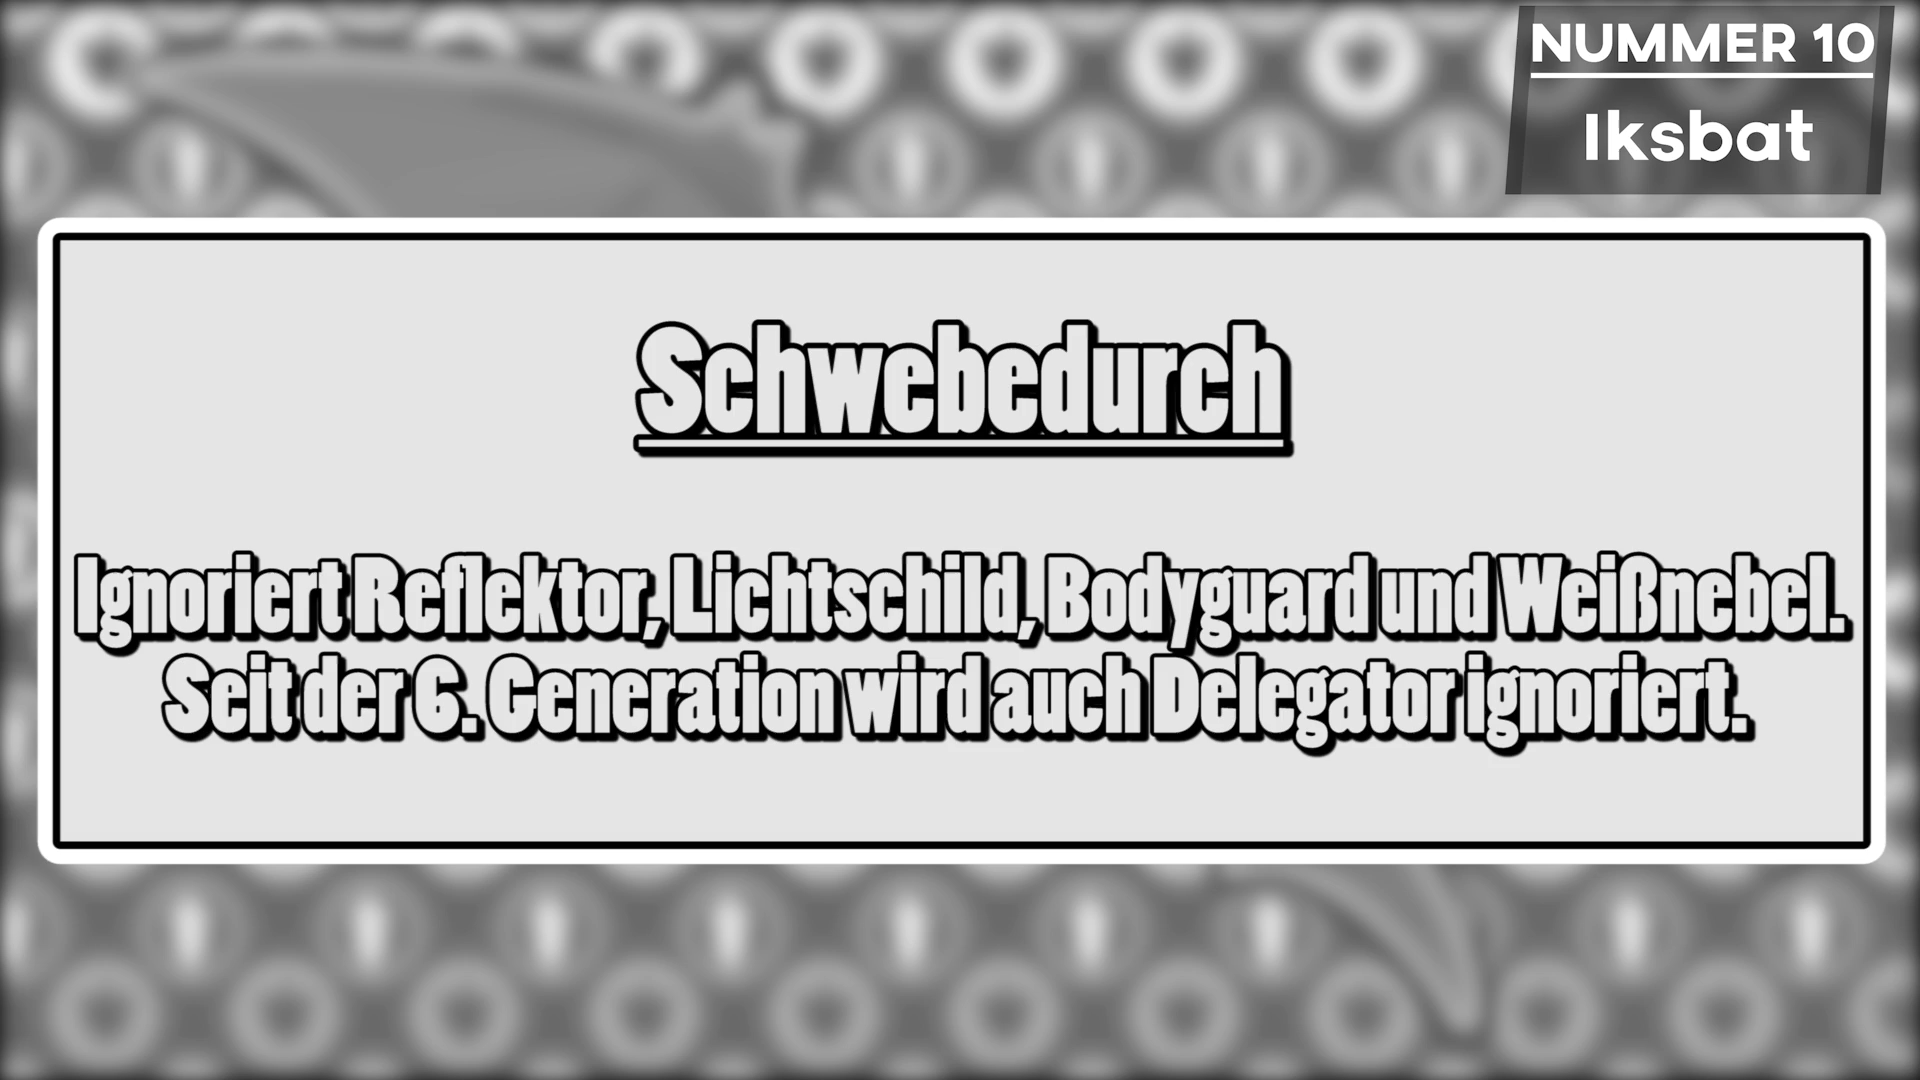 NUMMER 10
Iksbat
Schwebedurch
Ignoriert Reflektor, Lichtschild, Bodyguard und Weißnebel.
Seit der 6. Generation wird auch Delegator ignoriert.